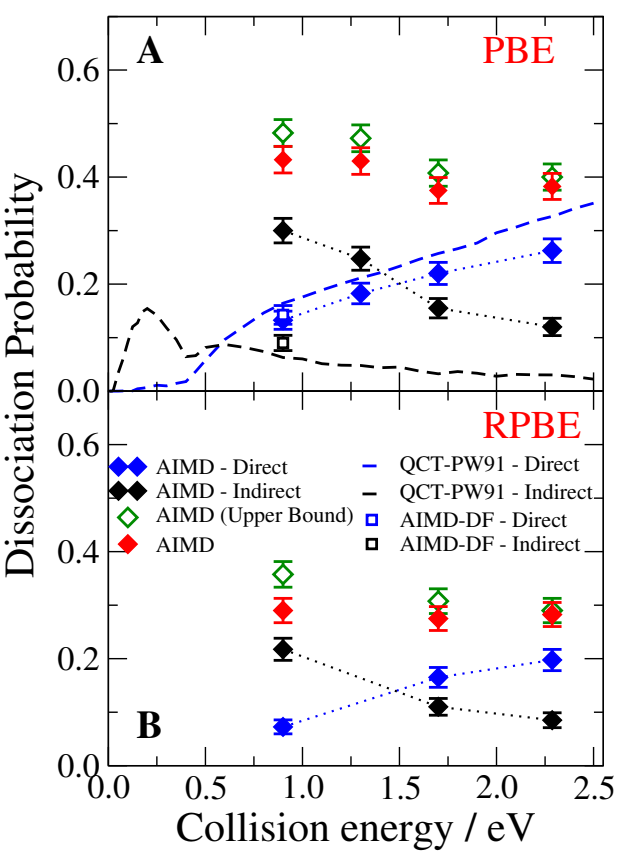 A
PBE
0.6
0.4
0.2
0.0
Dissociation Probability
RPBE
0.6
AIMD - Direct
AIMD - Indirect
AIMD (Upper Bound)
AIMD
QCT-PW91 - Direct
QCT-PW91 - Indirect
AIMD-DF - Direct
AIMD-DF - Indirect
0.4
0.2
B
0.0
0.0 0.5 1.0 1.5 2.0 2.5
Collision energy / eV